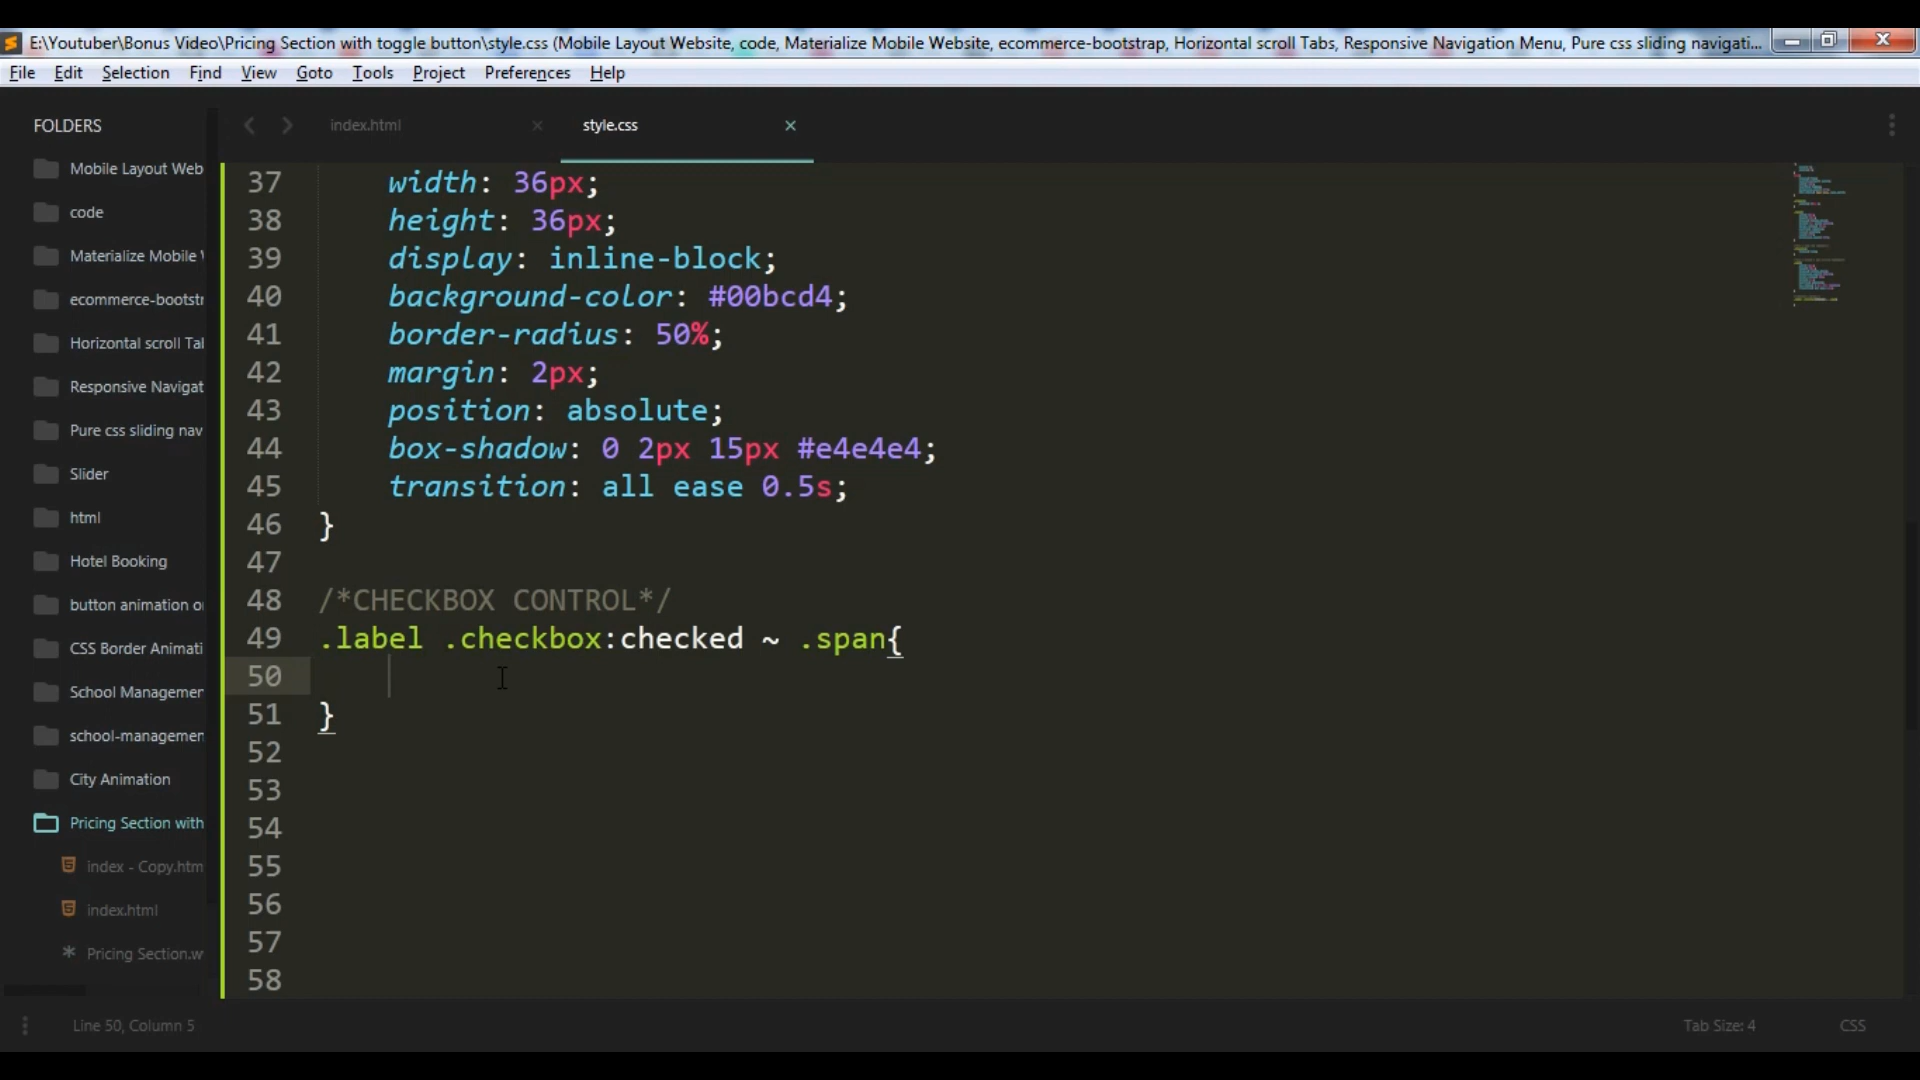 E:\Youtuber\Bonus Video\Pricing Section with toggle button\style.css (Mobile Layout Website, code, Materialize Mobile Website, ecommerce-bootstrap, Horizontal scroll Tabs, Responsive Navigation Menu, Pure css sliding navigati...
File Edit Selection Find View Goto Tools Project Preferences Help
FOLDERS
Mobile Layout Web
code
Materialize Mobile
ecommerce-bootstr
Horizontal scroll Tal
Responsive Navigat
Pure css sliding nav
Slider
html
Hotel Booking
button animation o
CSS Border Animati
School Managemer
school-managemen
City Animation
Pricing Section with
index - Copy.htm
index.html
Pricing Section.w
index.html
style.css
37 width: 36px;
38 height: 36px;
39 display: inline-block;
40 background-color: #00bcd4;
41 border-radius: 50%;
42 margin: 2px;
43 position: absolute;
44 box-shadow: 0 2px 15px #e4e4e4;
45 transition: all ease 0.5s;
46 }
47
48 /*CHECKBOX CONTROL*/
49 .label .checkbox:checked ~ .span{
50
51 }
52
53
54
55
56
57
58
Line 50, Column 5
Tab Size: 4
CSS